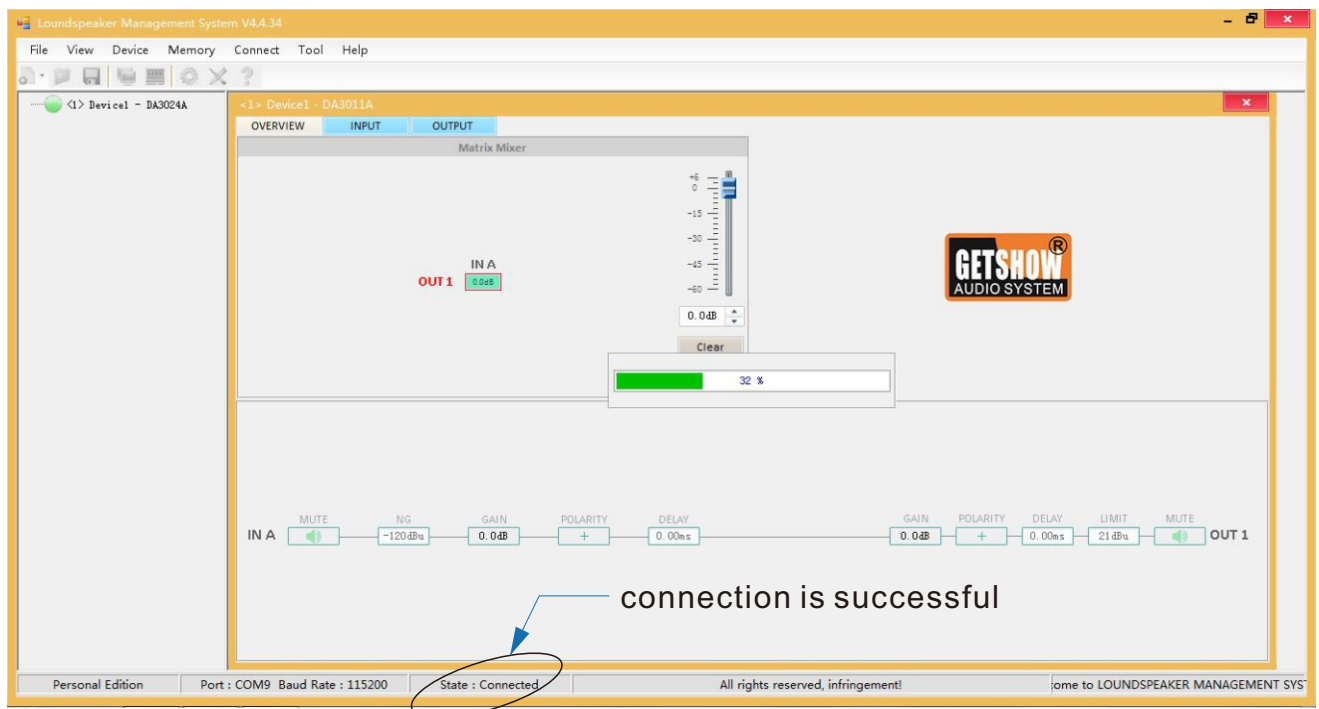 Loundspeaker Management System V4.4.34
File View Device Memory Connect Tool Help
<1> Device1 - DA3024A
<1> Device1 - DA3011A
OVERVIEW INPUT OUTPUT
Matrix Mixer
+6
0
-15
-30
-45
-60
IN A
OUT 1 0.0dB
0.0dB
Clear
GETSHOW®
AUDIO SYSTEM
32 %
MUTE NG GAIN POLARITY DELAY GAIN POLARITY DELAY LIMIT MUTE
IN A -120dBu 0.0dB + 0.00ms 0.0dB + 0.00ms 21dBu OUT 1
connection is successful
Personal Edition Port : COM9 Baud Rate : 115200 State : Connected All rights reserved, infringement! ome to LOUNDSPEAKER MANAGEMENT SYS